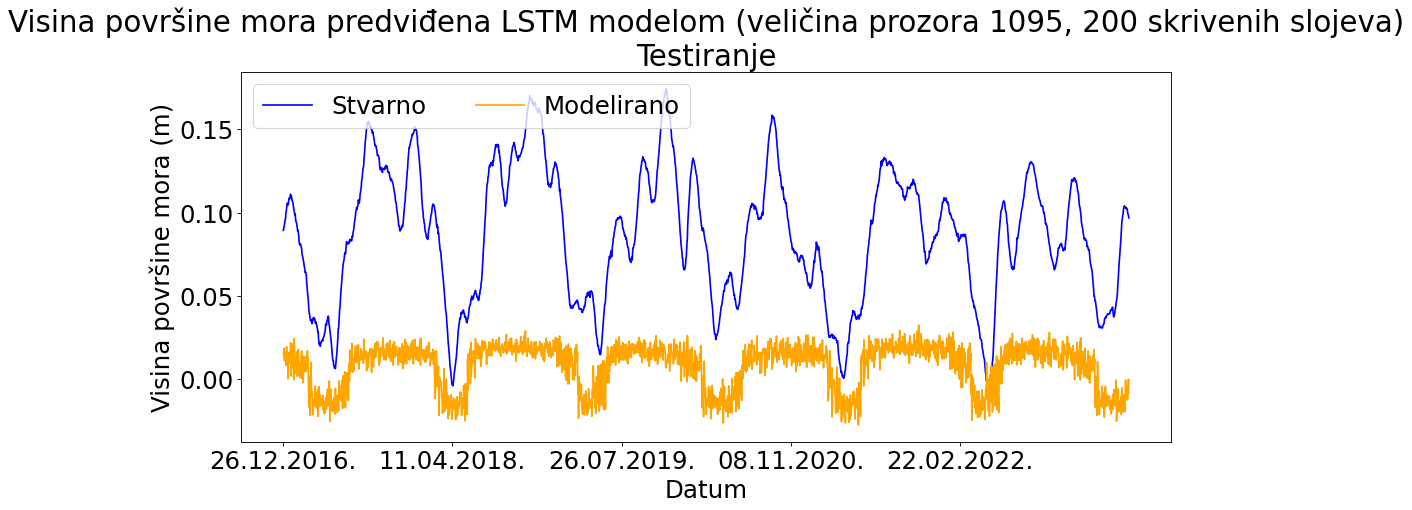 Visina površine mora predviđena LSTM modelom (veličina prozora 1095, 200 skrivenih slojeva)
Testiranje
Stvarno
Modelirano
Visina površine mora (m)
0.15
0.10
0.05
0.00
26.12.2016.
11.04.2018.
26.07.2019.
08.11.2020.
22.02.2022.
Datum